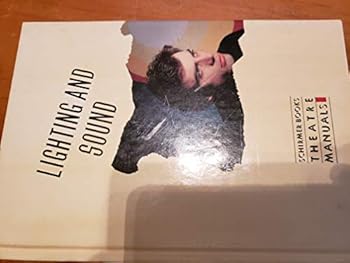 LIGHTING AND
SOUND
SCHIRMER BOOKS
THEATRE
MANUALS